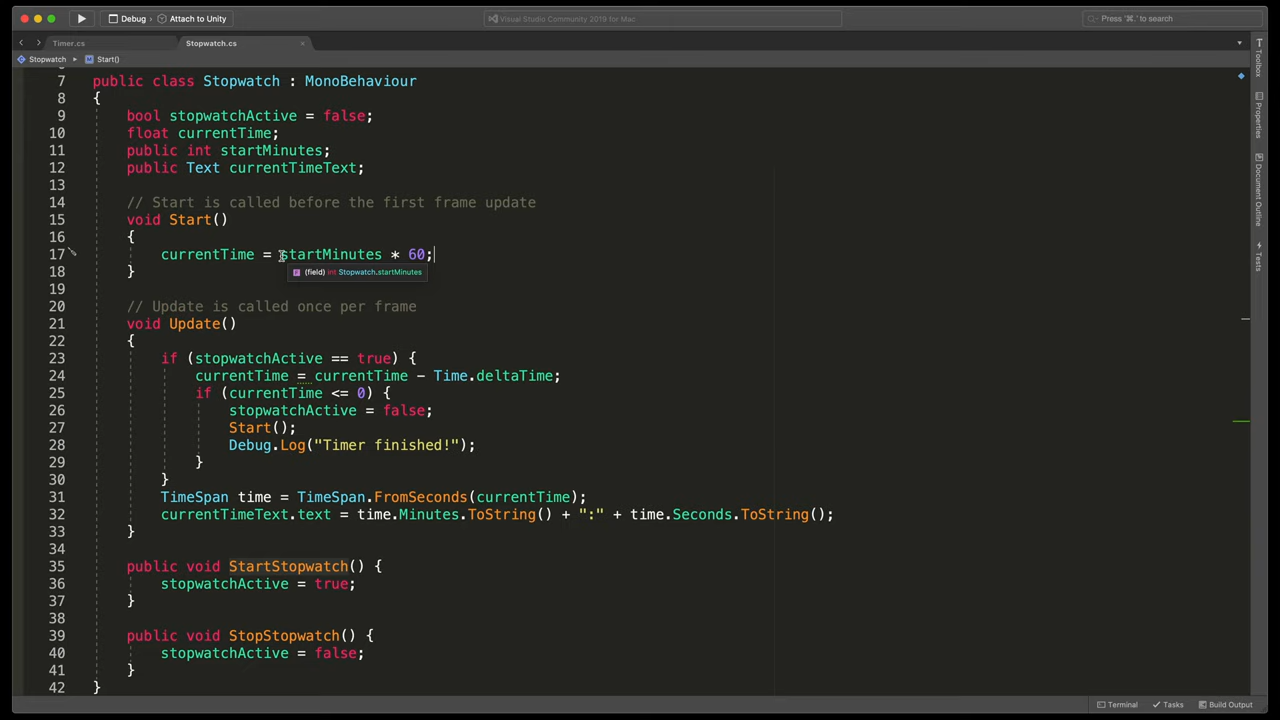 Debug › Attach to Unity
Visual Studio Community 2019 for Mac
Press '⌘.' to search
Timer.cs
Stopwatch.cs ×
Stopwatch ▸ M Start()
7 public class Stopwatch : MonoBehaviour
8 {
9 bool stopwatchActive = false;
10 float currentTime;
11 public int startMinutes;
12 public Text currentTimeText;
13
14 // Start is called before the first frame update
15 void Start()
16 {
17 currentTime = startMinutes * 60;
(field) int Stopwatch.startMinutes
18 }
19
20 // Update is called once per frame
21 void Update()
22 {
23 if (stopwatchActive == true) {
24 currentTime = currentTime - Time.deltaTime;
25 if (currentTime <= 0) {
26 stopwatchActive = false;
27 Start();
28 Debug.Log("Timer finished!");
29 }
30 }
31 TimeSpan time = TimeSpan.FromSeconds(currentTime);
32 currentTimeText.text = time.Minutes.ToString() + ":" + time.Seconds.ToString();
33 }
34
35 public void StartStopwatch() {
36 stopwatchActive = true;
37 }
38
39 public void StopStopwatch() {
40 stopwatchActive = false;
41 }
42 }
Toolbox
Properties
Document Outline
Tests
Terminal
Tasks
Build Output